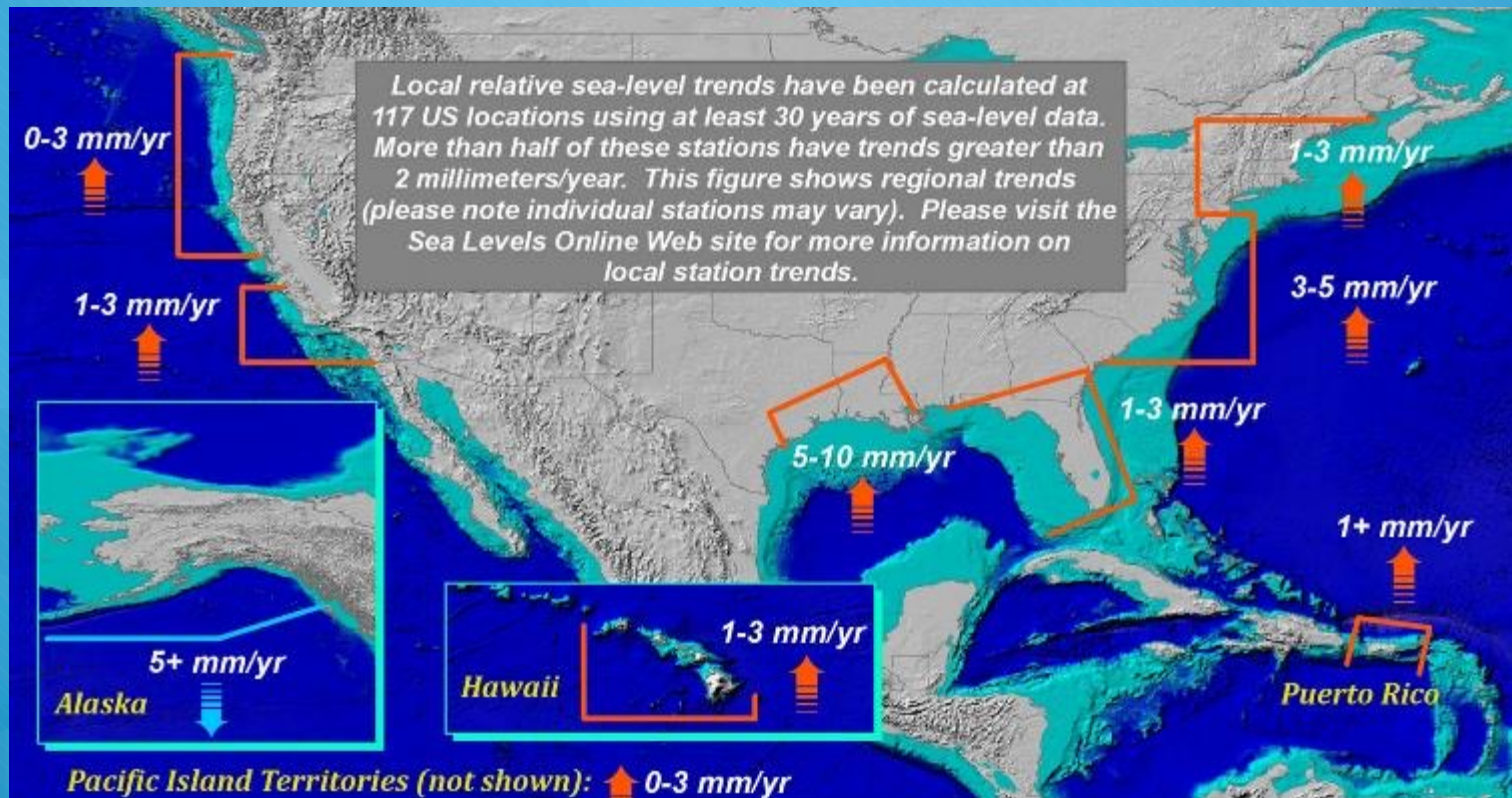 Local relative sea-level trends have been calculated at
117 US locations using at least 30 years of sea-level data.
More than half of these stations have trends greater than
2 millimeters/year. This figure shows regional trends
(please note individual stations may vary). Please visit the
Sea Levels Online Web site for more information on
local station trends.
0-3 mm/yr
1-3 mm/yr
1-3 mm/yr
3-5 mm/yr
1-3 mm/yr
5-10 mm/yr
1+ mm/yr
Puerto Rico
5+ mm/yr
Alaska
1-3 mm/yr
Hawaii
Pacific Island Territories (not shown): 0-3 mm/yr